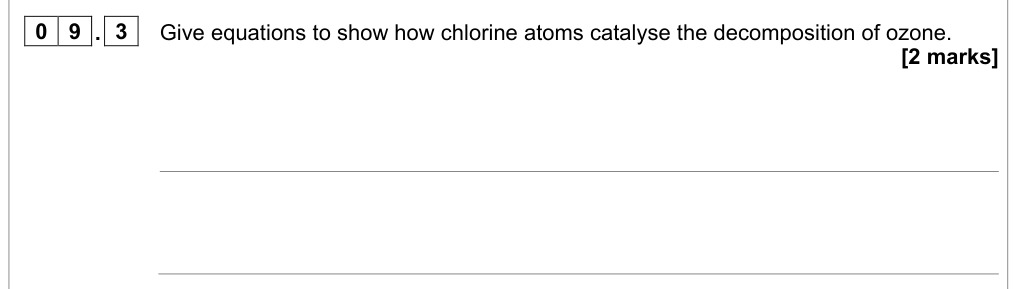 0 9 . 3 Give equations to show how chlorine atoms catalyse the decomposition of ozone.
[2 marks]